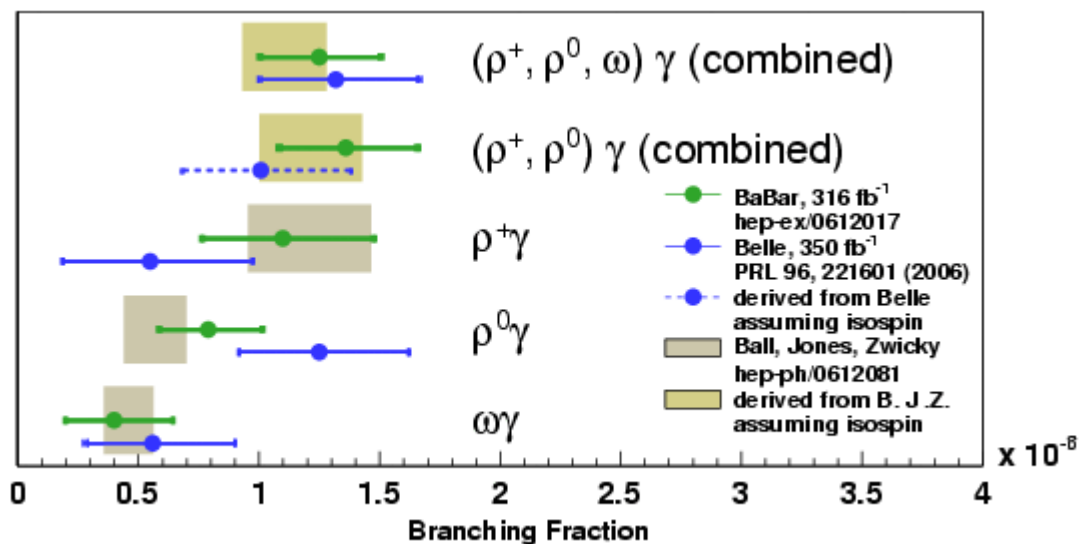 (ρ⁺, ρ⁰, ω) γ (combined)
(ρ⁺, ρ⁰) γ (combined)
BaBar, 316 fb⁻¹
hep-ex/0612017
ρ⁺γ
Belle, 350 fb⁻¹
PRL 96, 221601 (2006)
derived from Belle
assuming isospin
ρ⁰γ
Ball, Jones, Zwicky
hep-ph/0612081
derived from B. J .Z.
assuming isospin
ωγ
x 10⁻⁶
0 0.5 1 1.5 2 2.5 3 3.5 4
Branching Fraction